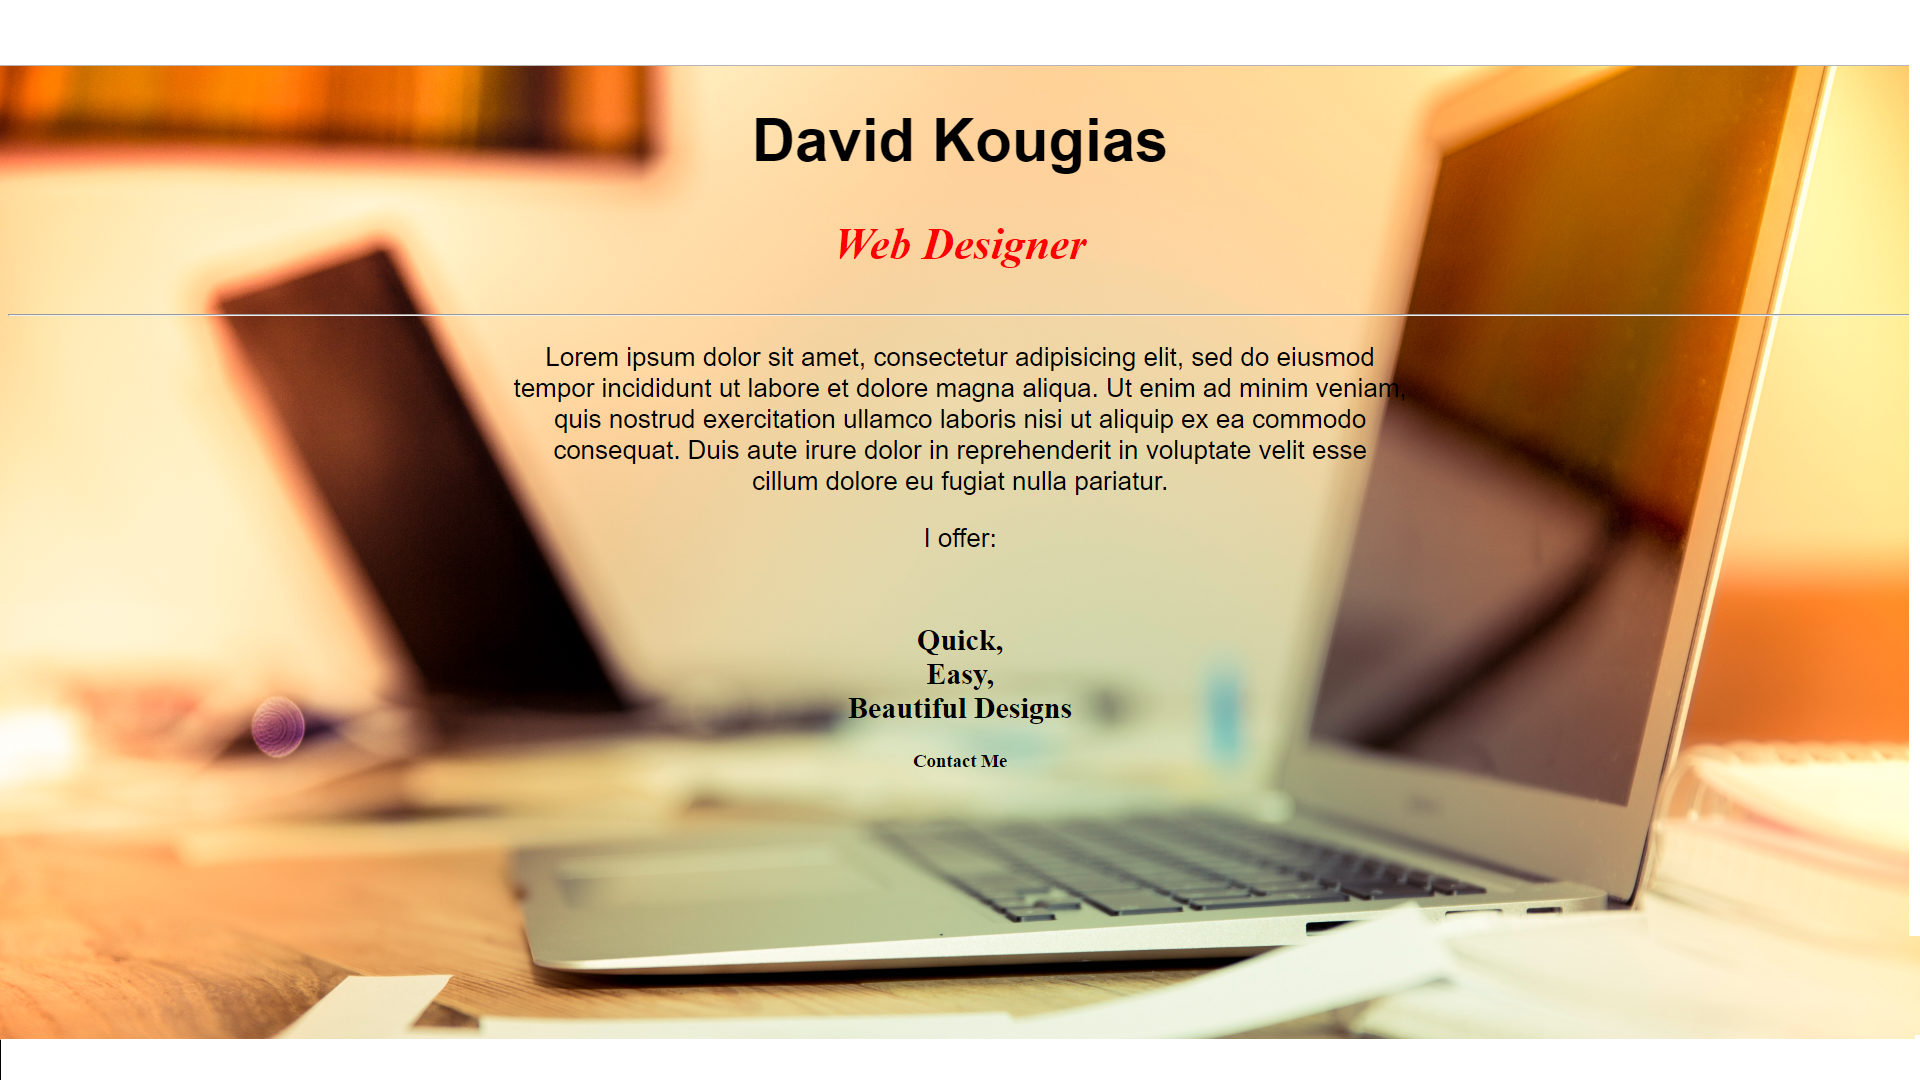 David Kougias
Web Designer
Lorem ipsum dolor sit amet, consectetur adipisicing elit, sed do eiusmod
tempor incididunt ut labore et dolore magna aliqua. Ut enim ad minim veniam,
quis nostrud exercitation ullamco laboris nisi ut aliquip ex ea commodo
consequat. Duis aute irure dolor in reprehenderit in voluptate velit esse
cillum dolore eu fugiat nulla pariatur.
I offer:
Quick,
Easy,
Beautiful Designs
Contact Me